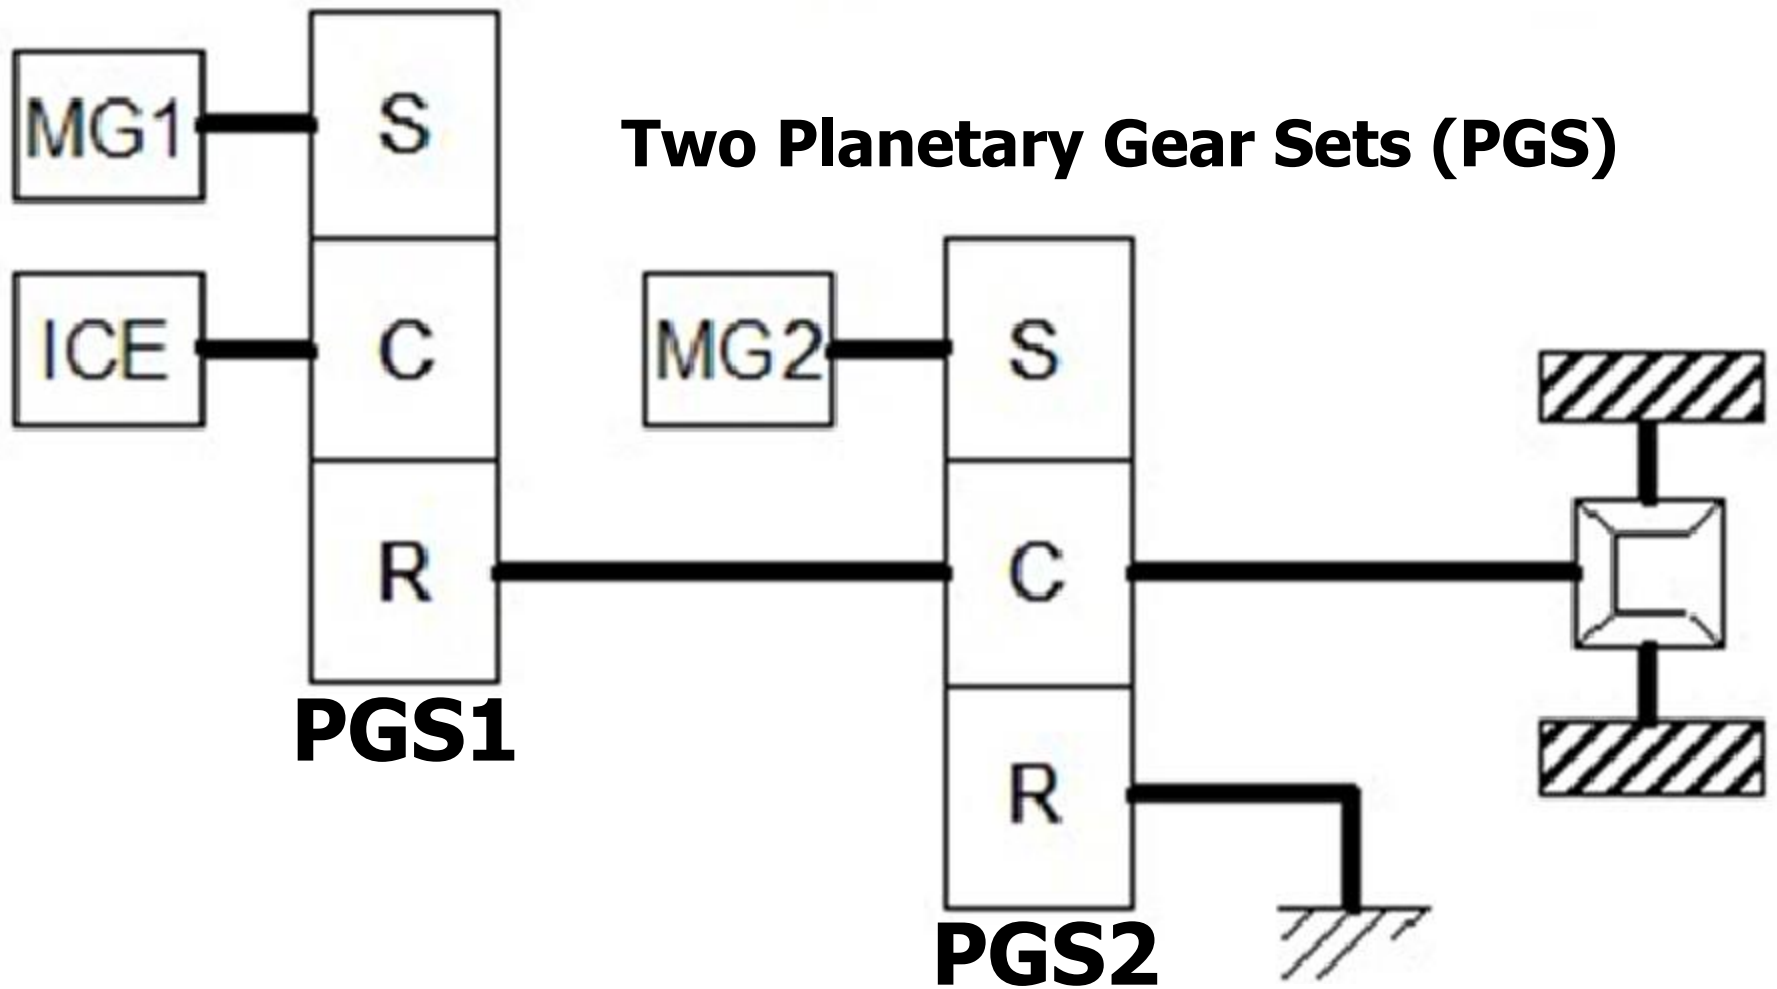 MG1
S
Two Planetary Gear Sets (PGS)
ICE
C
MG2
S
R
C
PGS1
R
PGS2